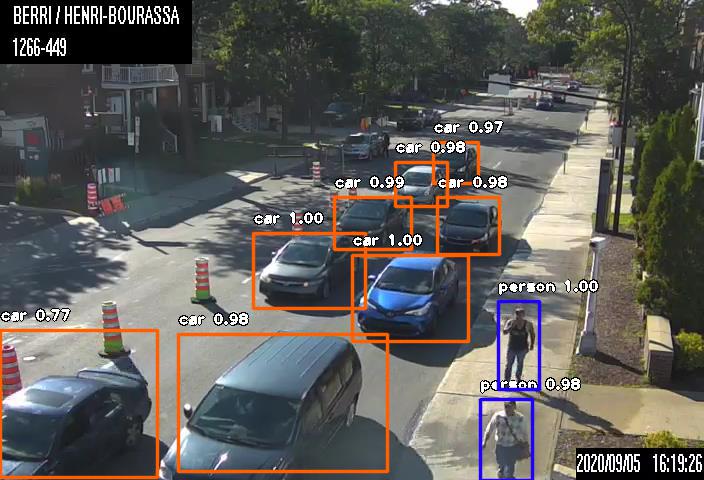 BERRI / HENRI-BOURASSA
1266-449
car 0.97
car 0.98
car 0.99
car 0.98
car 1.00
car 1.00
person 1.00
car 0.77
car 0.98
person 0.98
2020/09/05 16:19:26